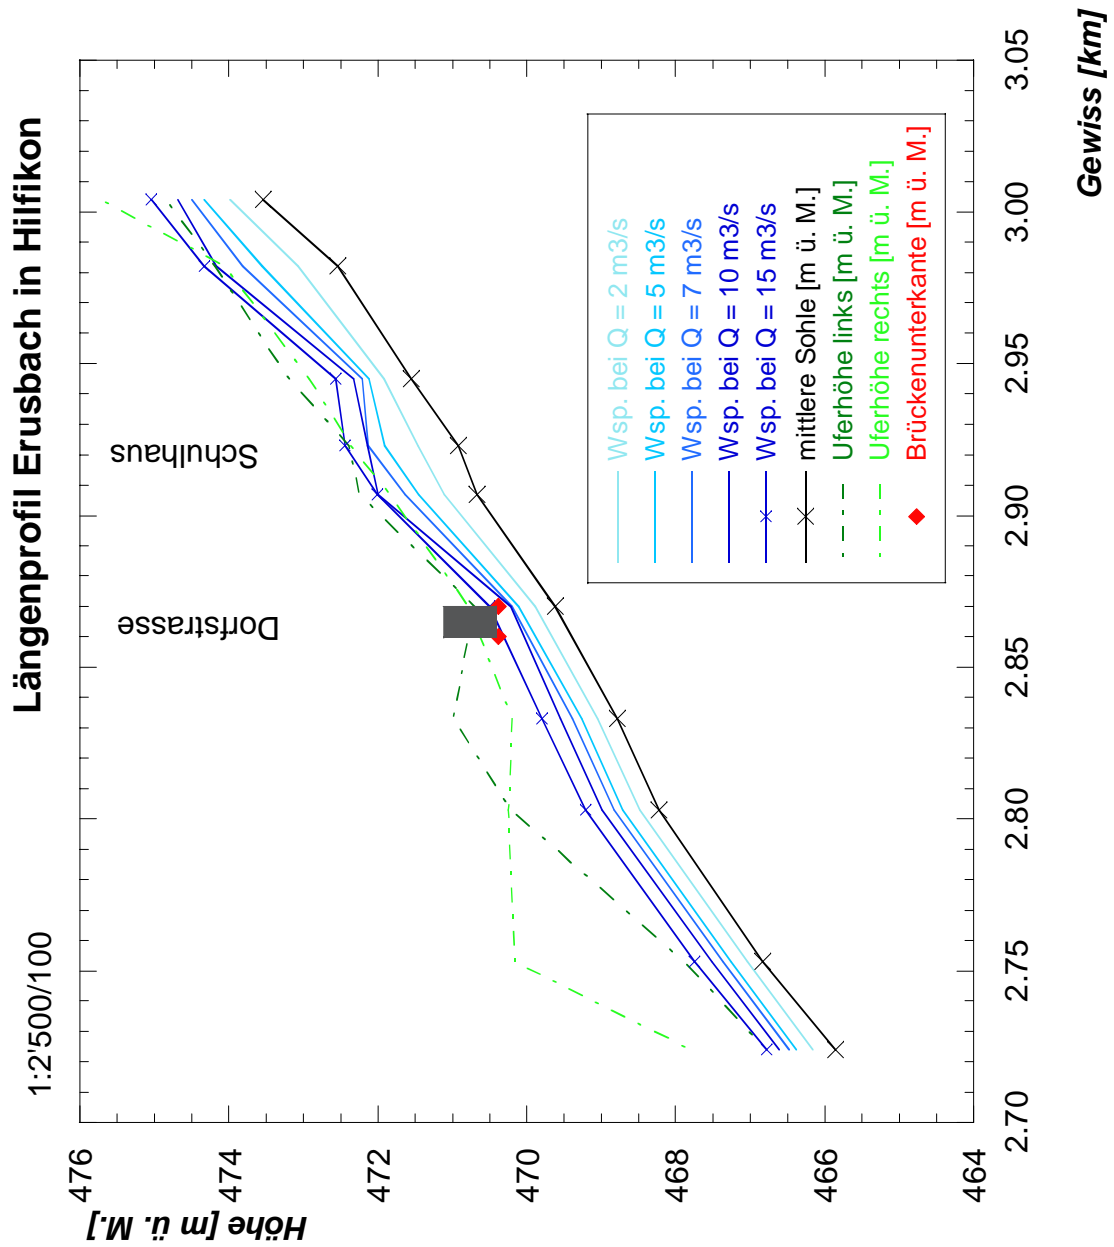 Längenprofil Erusbach in Hilfikon
1:2'500/100
Höhe [m ü. M.]
476
474
472
470
468
466
464
Dorfstrasse
Schulhaus
Wsp. bei Q = 2 m3/s
Wsp. bei Q = 5 m3/s
Wsp. bei Q = 7 m3/s
Wsp. bei Q = 10 m3/s
Wsp. bei Q = 15 m3/s
mittlere Sohle [m ü. M.]
Uferhöhe links [m ü. M.]
Uferhöhe rechts [m ü. M.]
Brückenunterkante [m ü. M.]
2.70
2.75
2.80
2.85
2.90
2.95
3.00
3.05
Gewiss [km]